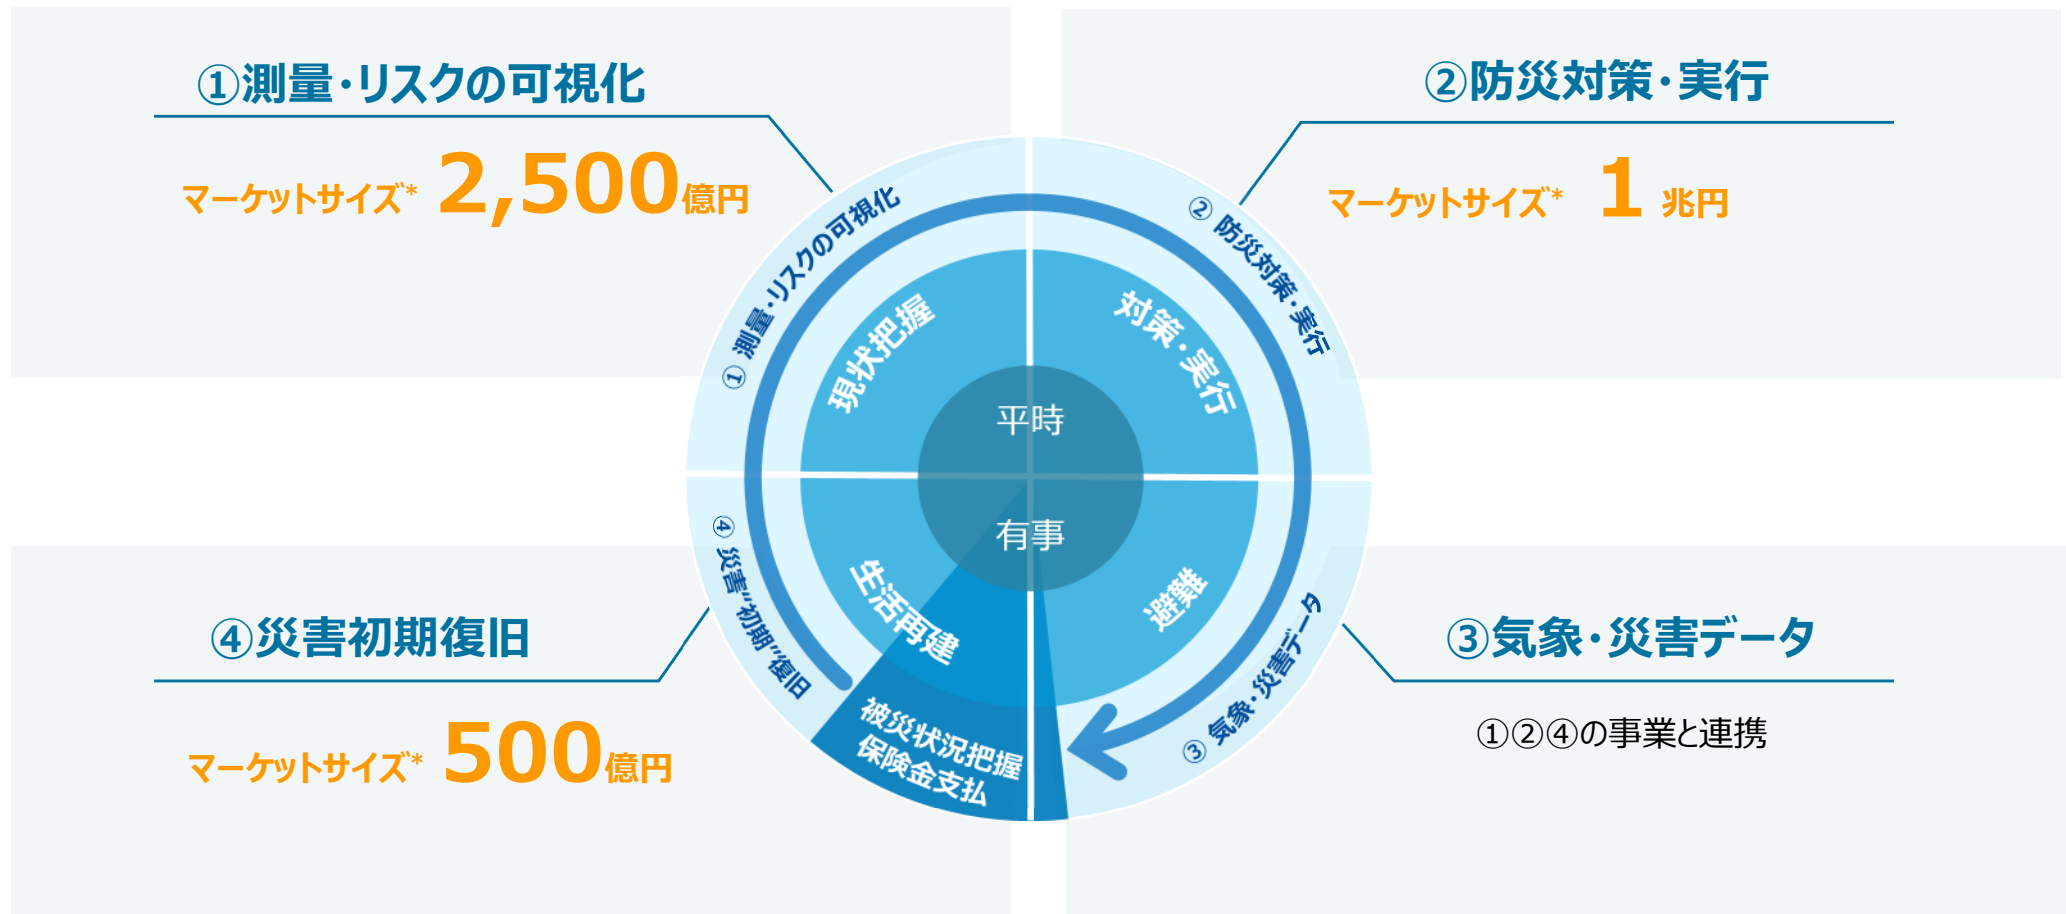 ①測量・リスクの可視化
マーケットサイズ* 2,500億円
②防災対策・実行
マーケットサイズ* 1 兆円
① 測量・リスクの可視化
② 防災対策・実行
現状把握
対策・実行
平時
有事
生活再建
避難
④ 災害“初期”復旧
③ 気象・災害データ
被災状況把握
保険金支払
④災害初期復旧
マーケットサイズ* 500億円
③気象・災害データ
①②④の事業と連携